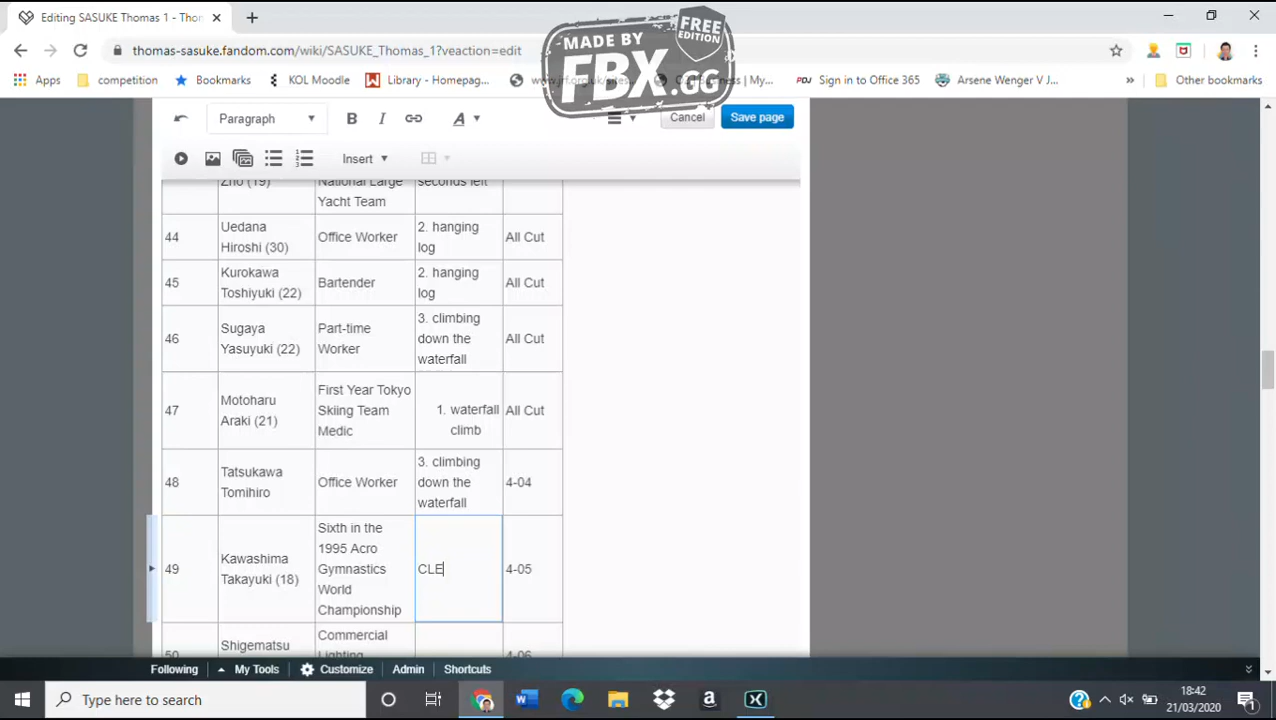 Editing SASUKE Thomas 1 - Thor
thomas-sasuke.fandom.com/wiki/SASUKE_Thomas_1?veaction=edit
MADE BY
FBX.GG
FREE
EDITION
Apps
competition
Bookmarks
KOL Moodle
Library - Homepag...
Sign in to Office 365
Arsene Wenger V J...
Other bookmarks
Paragraph
B I A
Cancel
Save page
Insert
Zho (19)
National Large
Yacht Team
seconds left
44
Uedana
Hiroshi (30)
Office Worker
2. hanging
log
All Cut
45
Kurokawa
Toshiyuki (22)
Bartender
2. hanging
log
All Cut
46
Sugaya
Yasuyuki (22)
Part-time
Worker
3. climbing
down the
waterfall
All Cut
47
Motoharu
Araki (21)
First Year Tokyo
Skiing Team
Medic
1. waterfall
climb
All Cut
48
Tatsukawa
Tomihiro
Office Worker
3. climbing
down the
waterfall
4-04
49
Kawashima
Takayuki (18)
Sixth in the
1995 Acro
Gymnastics
World
Championship
CLE
4-05
50
Shigematsu
Commercial
Lighting
4-06
Following
My Tools
Customize
Admin
Shortcuts
Type here to search
18:42
21/03/2020